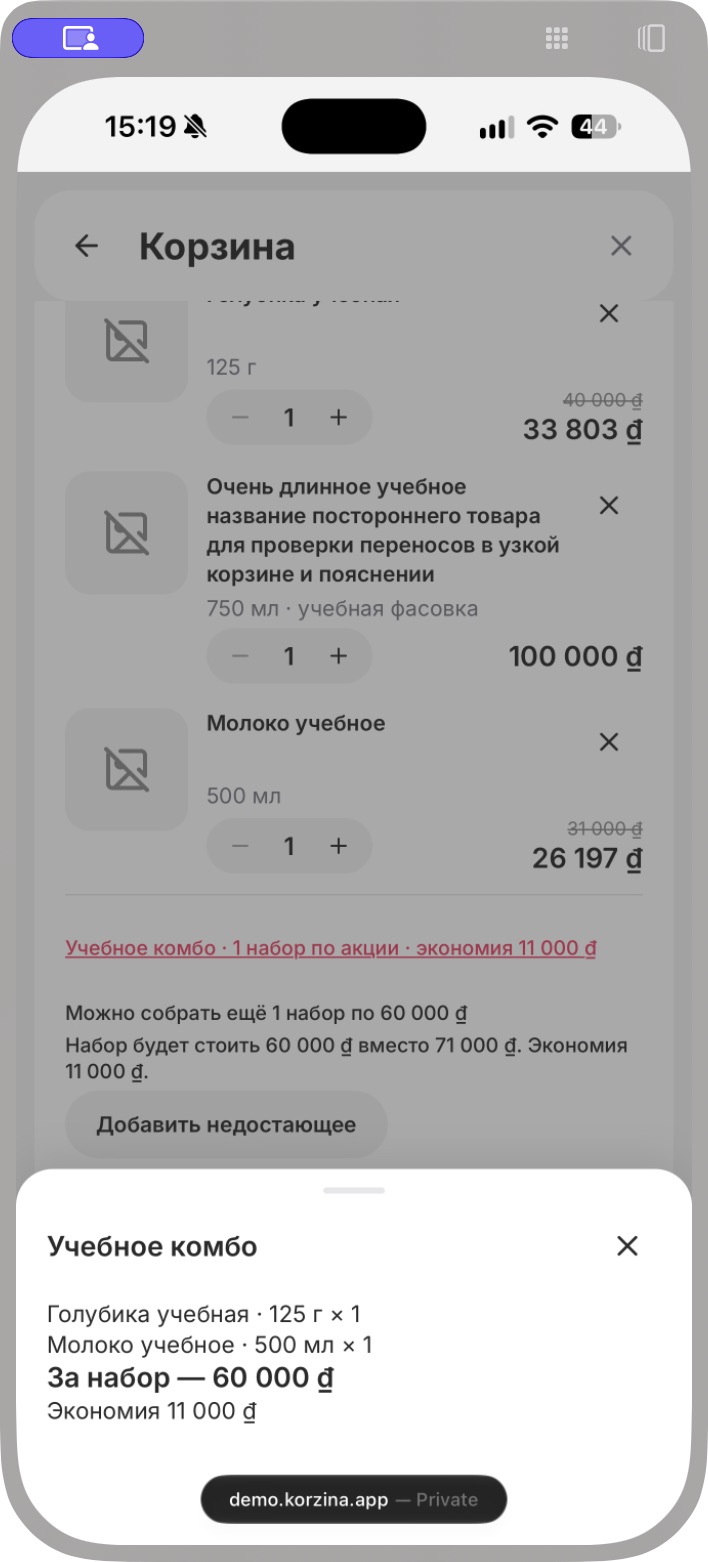 15:19
44
Корзина
Голубика учебная
125 г
1
40 000 ₫
33 803 ₫
Очень длинное учебное
название постороннего товара
для проверки переносов в узкой
корзине и пояснении
750 мл · учебная фасовка
1
100 000 ₫
Молоко учебное
500 мл
1
31 000 ₫
26 197 ₫
Учебное комбо · 1 набор по акции · экономия 11 000 ₫
Можно собрать ещё 1 набор по 60 000 ₫
Набор будет стоить 60 000 ₫ вместо 71 000 ₫. Экономия
11 000 ₫.
Добавить недостающее
Учебное комбо
Голубика учебная · 125 г × 1
Молоко учебное · 500 мл × 1
За набор — 60 000 ₫
Экономия 11 000 ₫
demo.korzina.app — Private